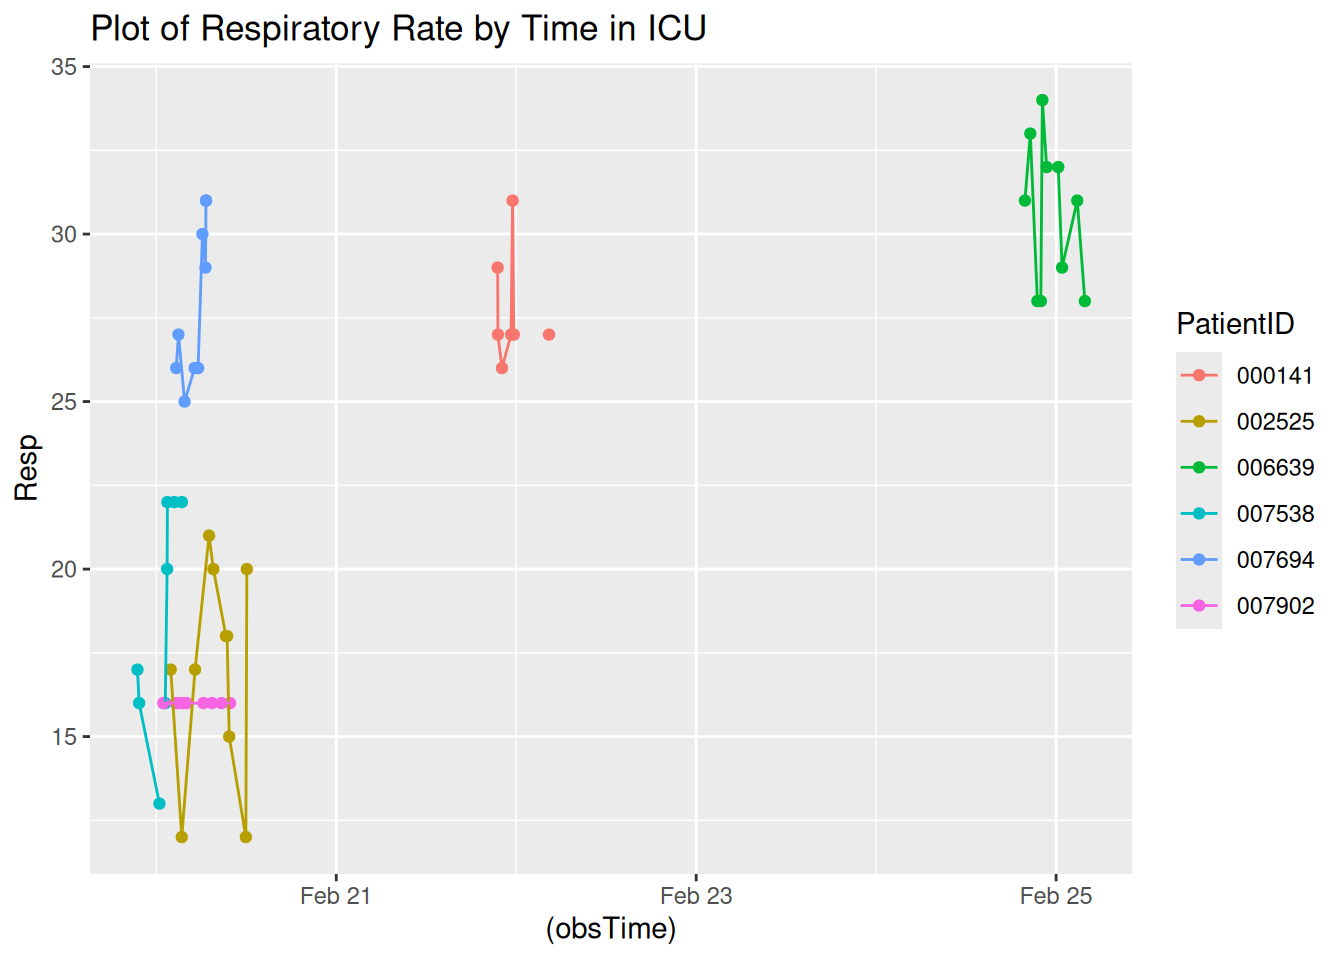 Plot of Respiratory Rate by Time in ICU
35
30
25
20
15
Resp
Feb 21
Feb 23
Feb 25
(obsTime)
PatientID
000141
002525
006639
007538
007694
007902